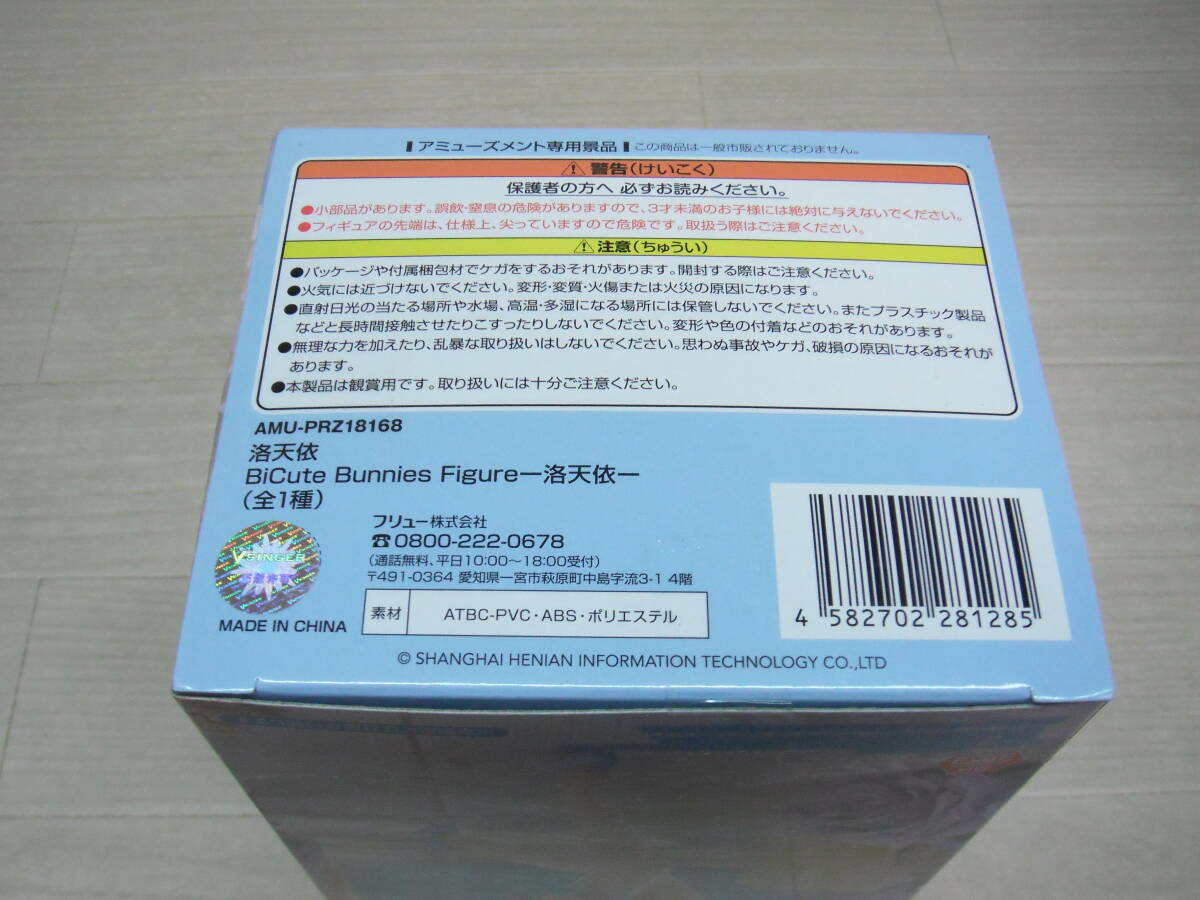 アミューズメント専用景品 この商品は一般市販されておりません。
警告(けいこく)
保護者の方へ 必ずお読みください。
●小部品があります。誤飲・窒息の危険がありますので、3才未満のお子様には絶対に与えないでください。
●フィギュアの先端は、仕様上、尖っていますので危険です。取扱う際はご注意ください。
注意(ちゅうい)
●パッケージや付属梱包材でケガをするおそれがあります。開封する際はご注意ください。
●火気には近づけないでください。変形・変質・火傷または火災の原因になります。
●直射日光の当たる場所や水場、高温・多湿になる場所には保管しないでください。またプラスチック製品
などと長時間接触させたりこすったりしないでください。変形や色の付着などのおそれがあります。
●無理な力を加えたり、乱暴な取り扱いはしないでください。思わぬ事故やケガ、破損の原因になるおそれが
あります。
●本製品は観賞用です。取り扱いには十分ご注意ください。
AMU-PRZ18168
洛天依
BiCute Bunnies Figureー洛天依ー
(全1種)
フリュー株式会社
☎0800-222-0678
(通話無料、平日10:00〜18:00受付)
〒491-0364 愛知県一宮市萩原町中島字流3-1 4階
VSINGER
MADE IN CHINA
素材 ATBC-PVC・ABS・ポリエステル
4 582702 281285
© SHANGHAI HENIAN INFORMATION TECHNOLOGY CO.,LTD